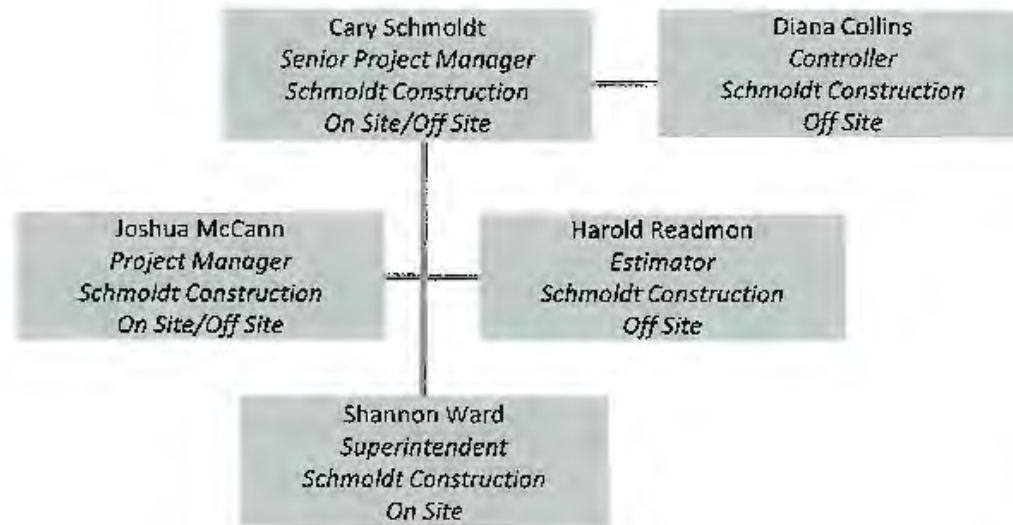 Cary Schmoldt
Senior Project Manager
Schmoldt Construction
On Site/Off Site
Diana Collins
Controller
Schmoldt Construction
Off Site
Joshua McCann
Project Manager
Schmoldt Construction
On Site/Off Site
Harold Readmon
Estimator
Schmoldt Construction
Off Site
Shannon Ward
Superintendent
Schmoldt Construction
On Site